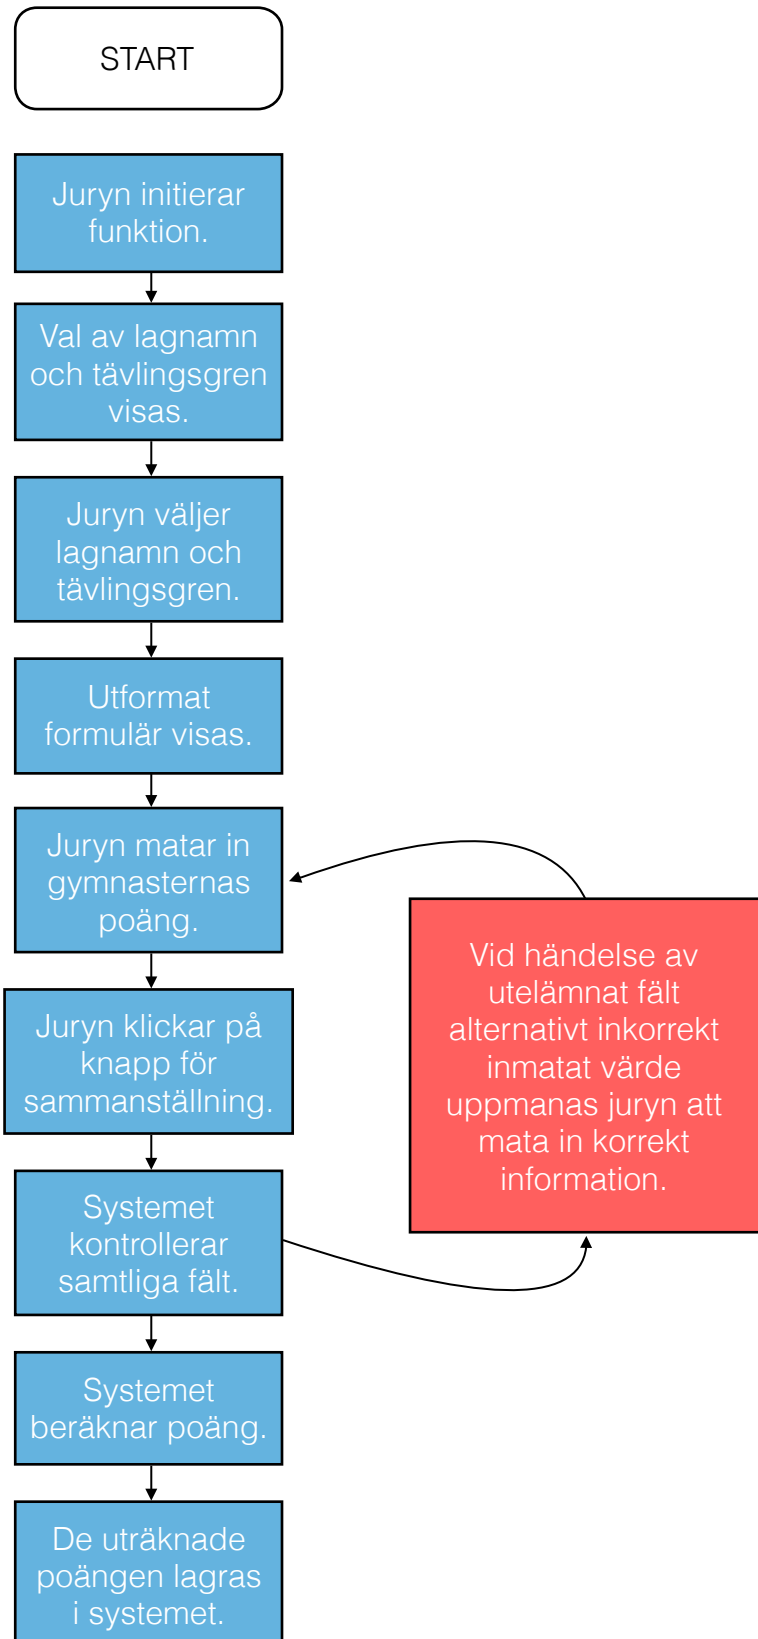 START
Juryn initierar
funktion.
Val av lagnamn
och tävlingsgren
visas.
Juryn väljer
lagnamn och
tävlingsgren.
Utformat
formulär visas.
Juryn matar in
gymnasternas
poäng.
Juryn klickar på
knapp för
sammanställning.
Systemet
kontrollerar
samtliga fält.
Vid händelse av
utelämnat fält
alternativt inkorrekt
inmatat värde
uppmanas juryn att
mata in korrekt
information.
Systemet
beräknar poäng.
De uträknade
poängen lagras
i systemet.